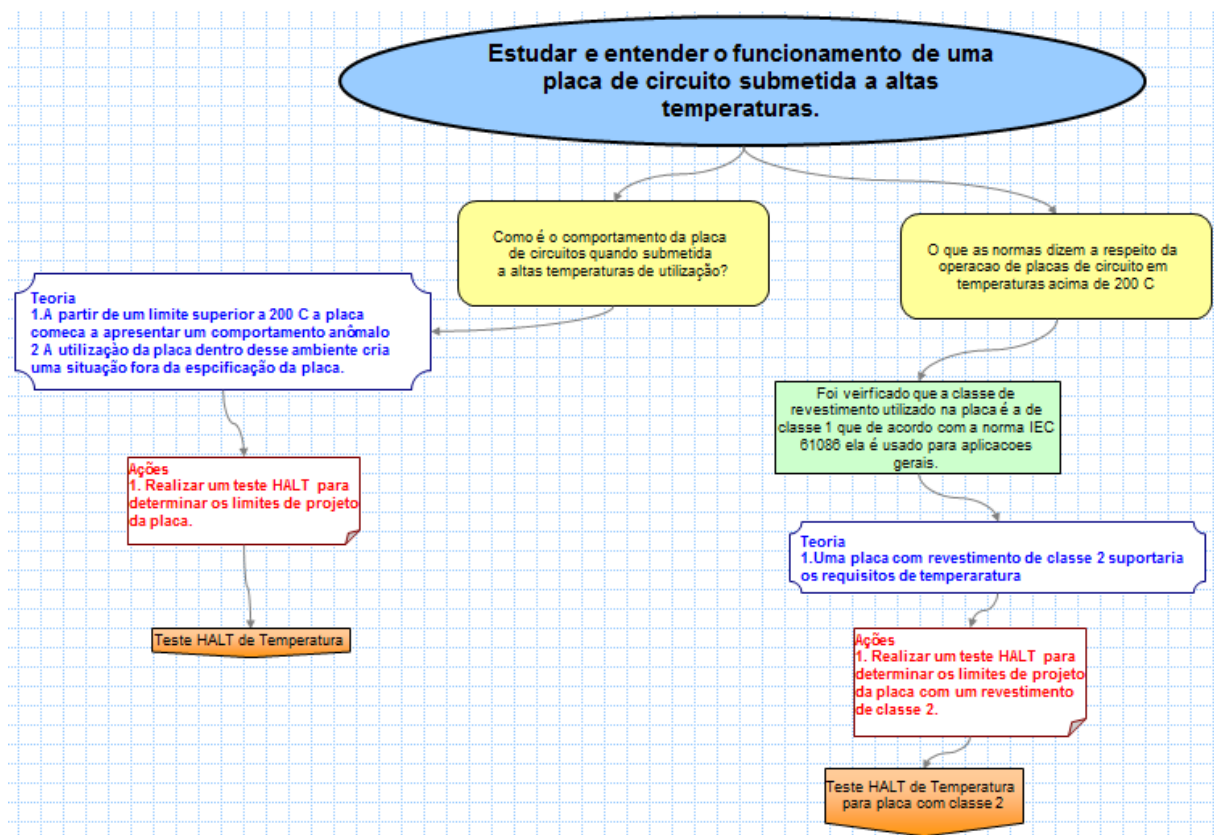 Estudar e entender o funcionamento de uma
placa de circuito submetida a altas
temperaturas.
Como é o comportamento da placa
de circuitos quando submetida
a altas temperaturas de utilização?
O que as normas dizem a respeito da
operacao de placas de circuito em
temperaturas acima de 200 C
Teoria
1.A partir de um limite superior a 200 C a placa
começa a apresentar um comportamento anômalo
2 A utilização da placa dentro desse ambiente cria
uma situação fora da espcificação da placa.
Foi veirficado que a classe de
revestimento utilizado na placa é a de
classe 1 que de acordo com a norma IEC
61086 ela é usado para aplicacoes
gerais.
Ações
1. Realizar um teste HALT para
determinar os limites de projeto
da placa.
Teoria
1.Uma placa com revestimento de classe 2 suportaria
os requisitos de temperaratura
Teste HALT de Temperatura
Ações
1. Realizar um teste HALT para
determinar os limites de projeto
da placa com um revestimento
de classe 2.
Teste HALT de Temperatura
para placa com classe 2